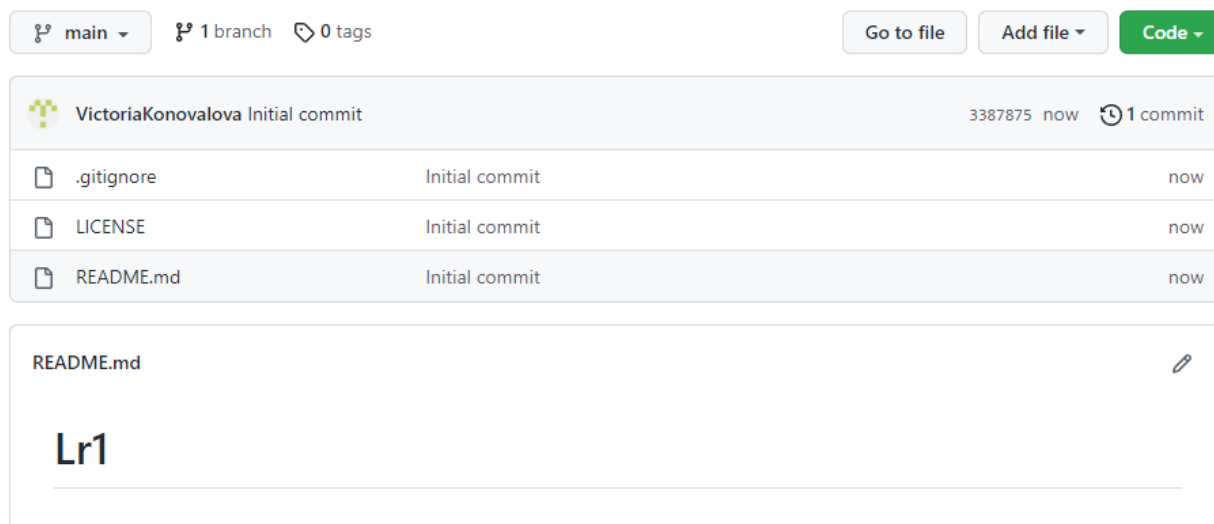 main 1 branch 0 tags Go to file Add file Code
VictoriaKonovalova Initial commit 3387875 now 1 commit
.gitignore Initial commit now
LICENSE Initial commit now
README.md Initial commit now
README.md
Lr1